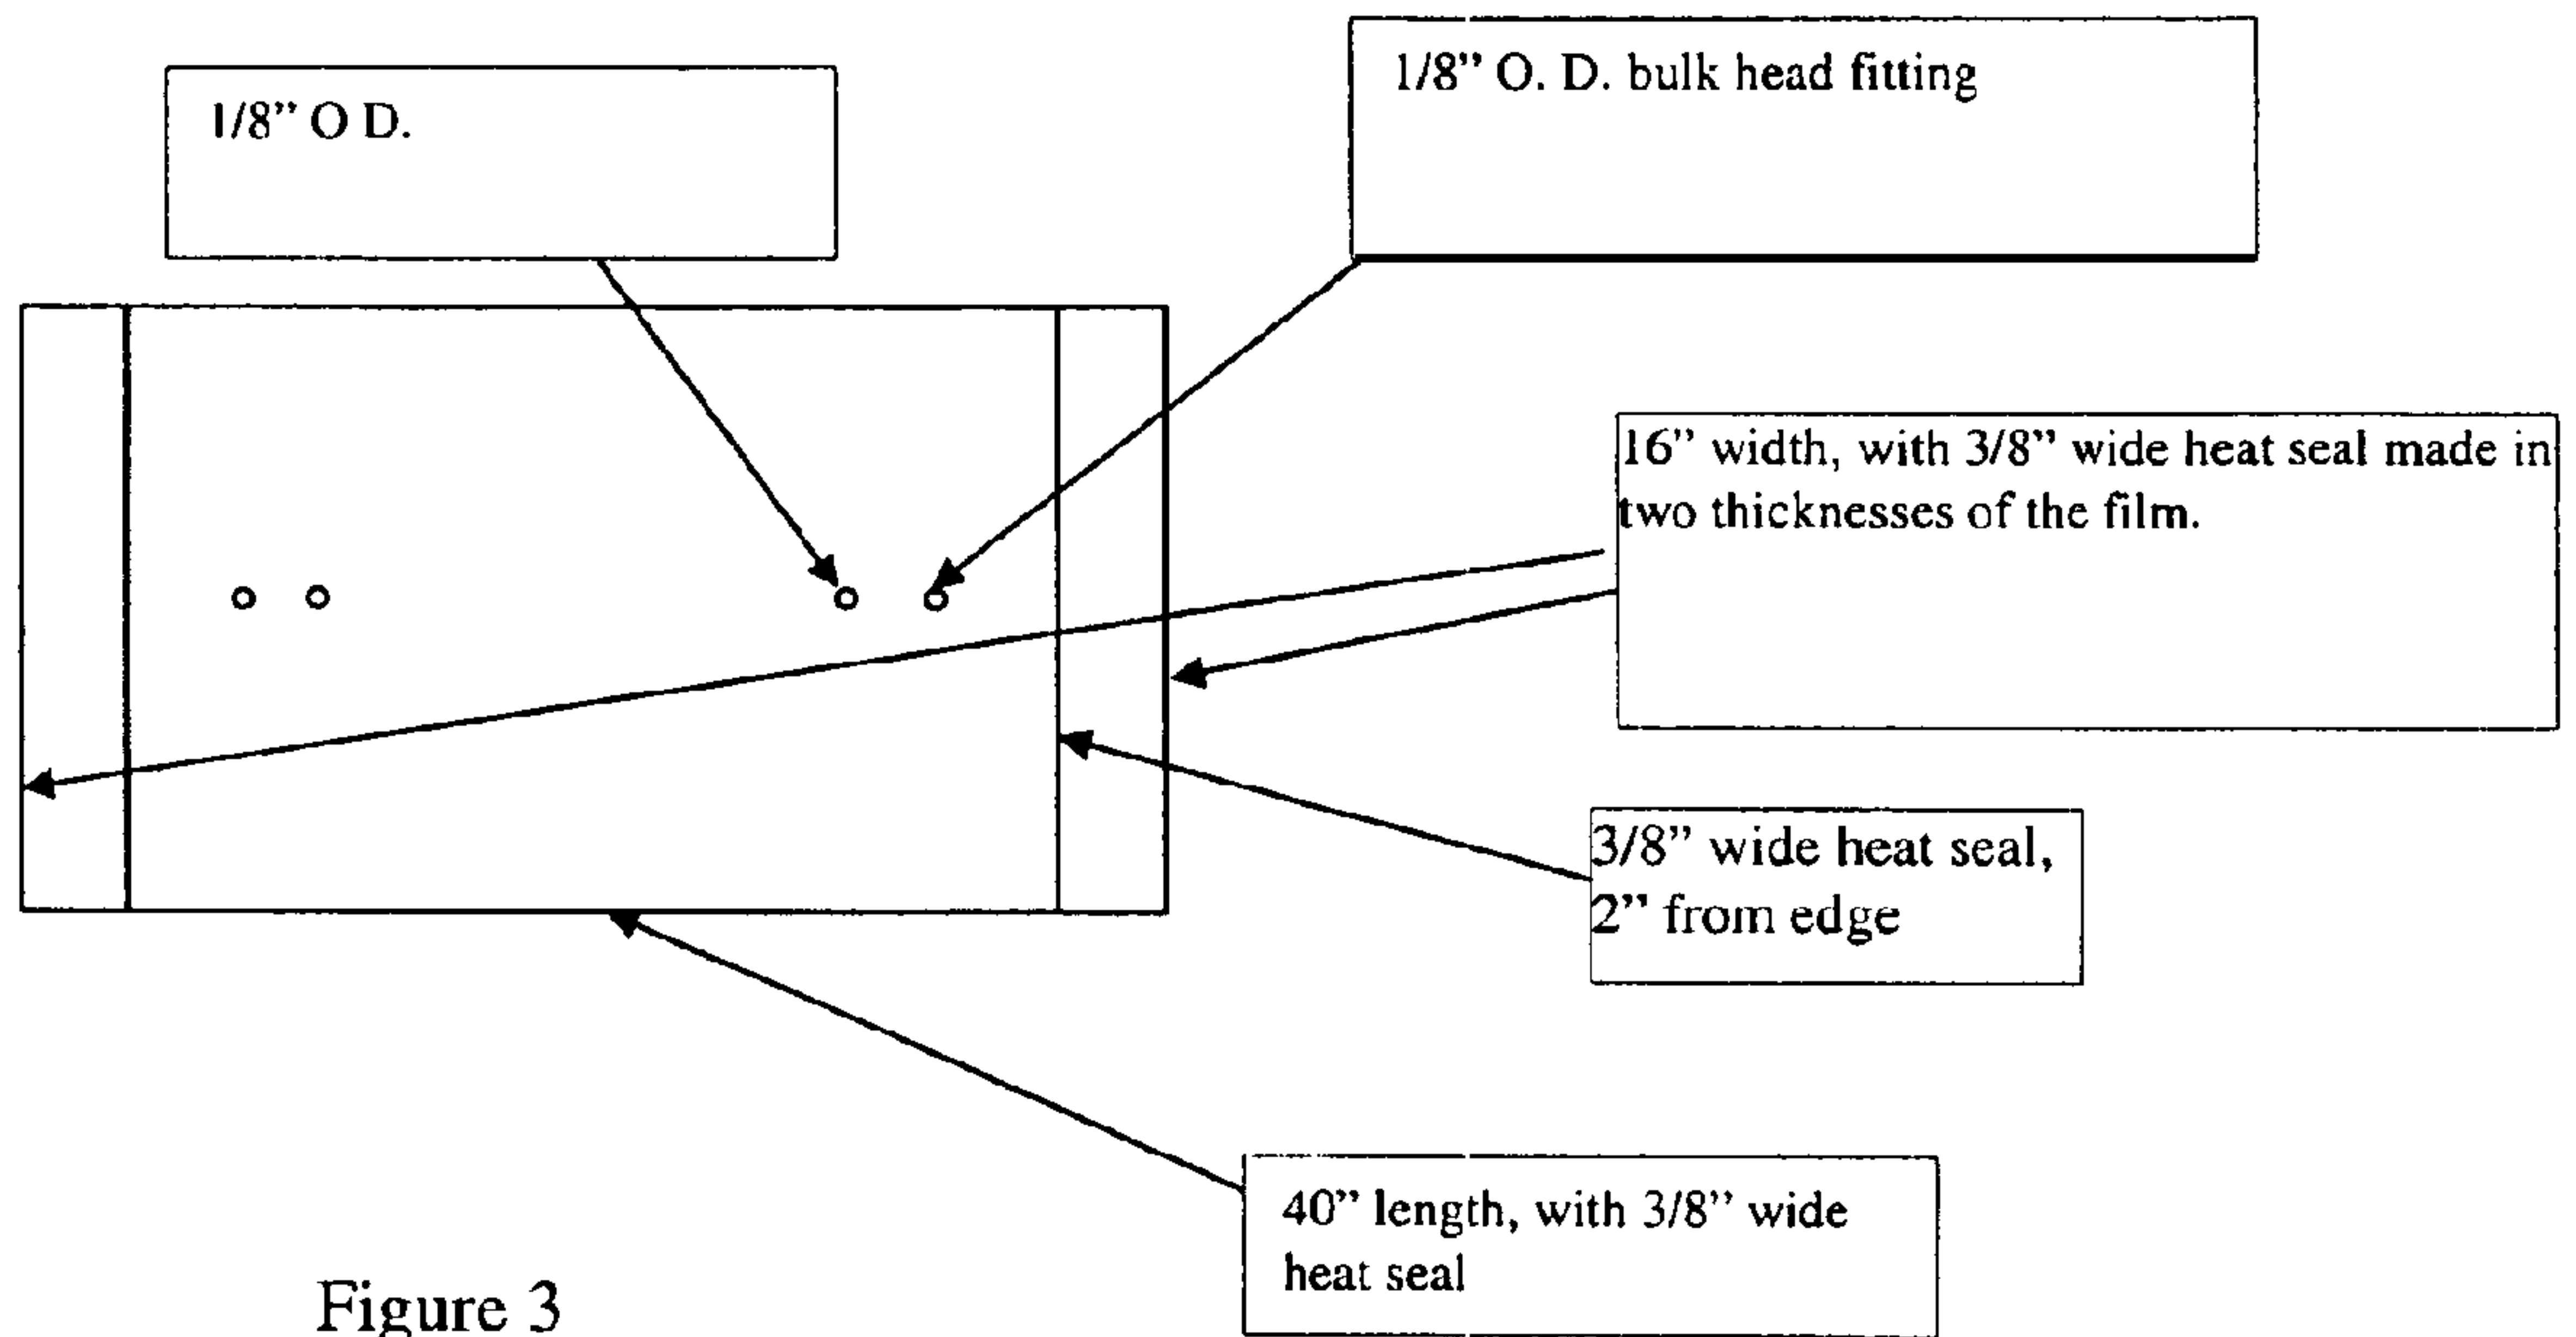 1/8” O D.
1/8” O. D. bulk head fitting
16” width, with 3/8” wide heat seal made in
two thicknesses of the film.
3/8” wide heat seal,
2” from edge
40” length, with 3/8” wide
heat seal
Figure 3